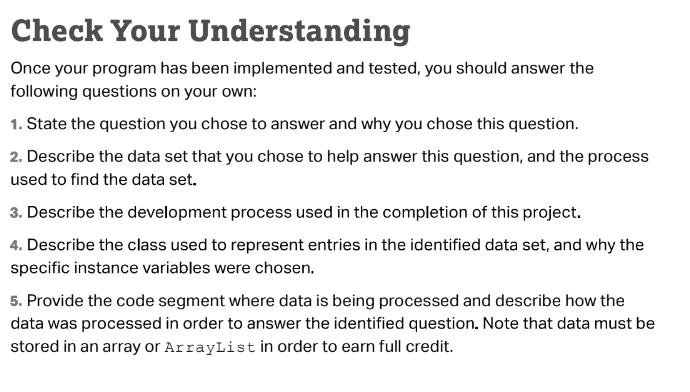 Check Your Understanding
Once your program has been implemented and tested, you should answer the
following questions on your own:
1. State the question you chose to answer and why you chose this question.
2. Describe the data set that you chose to help answer this question, and the process
used to find the data set.
3. Describe the development process used in the completion of this project.
4. Describe the class used to represent entries in the identified data set, and why the
specific instance variables were chosen.
5. Provide the code segment where data is being processed and describe how the
data was processed in order to answer the identified question. Note that data must be
stored in an array or ArrayList in order to earn full credit.